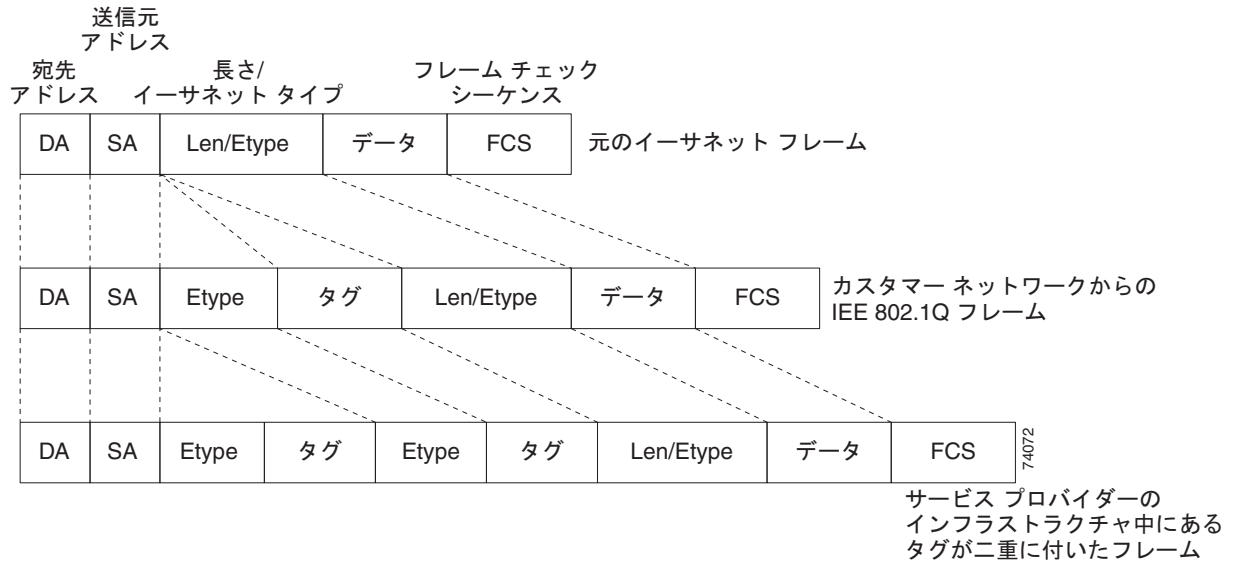 送信元
アドレス
宛先
アドレス
長さ/
イーサネット タイプ
フレーム チェック
シーケンス
DA SA Len/Etype データ FCS 元のイーサネット フレーム
DA SA Etype タグ Len/Etype データ FCS
カスタマー ネットワークからの
IEE 802.1Q フレーム
DA SA Etype タグ Etype タグ Len/Etype データ FCS
74072
サービス プロバイダーの
インフラストラクチャ中にある
タグが二重に付いたフレーム